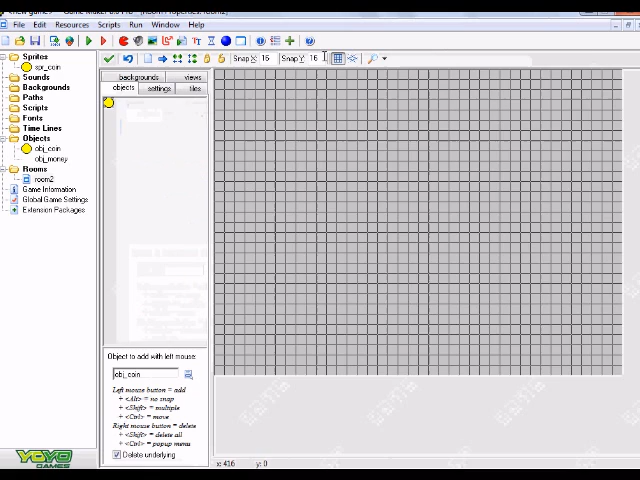 File Edit Resources Scripts Run Window Help
Snap X: 16 Snap Y: 16
Sprites
spr_coin
Sounds
Backgrounds
Paths
Scripts
Fonts
Time Lines
Objects
obj_coin
obj_money
Rooms
room2
Game Information
Global Game Settings
Extension Packages
backgrounds views
objects settings tiles
Object to add with left mouse:
obj_coin
Left mouse button = add
+ <Alt> = no snap
+ <Shift> = multiple
+ <Ctrl> = move
Right mouse button = delete
+ <Shift> = delete all
+ <Ctrl> = popup menu
Delete underlying
YOYO
GAMES
x: 416 y: 0